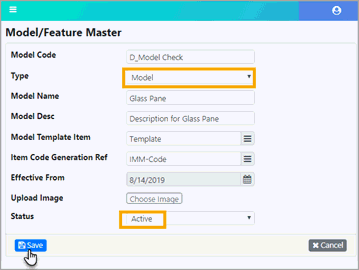 Model/Feature Master
Model Code D_Model Check
Type Model
Model Name Glass Pane
Model Desc Description for Glass Pane
Model Template Item Template
Item Code Generation Ref IMM-Code
Effective From 8/14/2019
Upload Image Choose Image
Status Active
Save Cancel